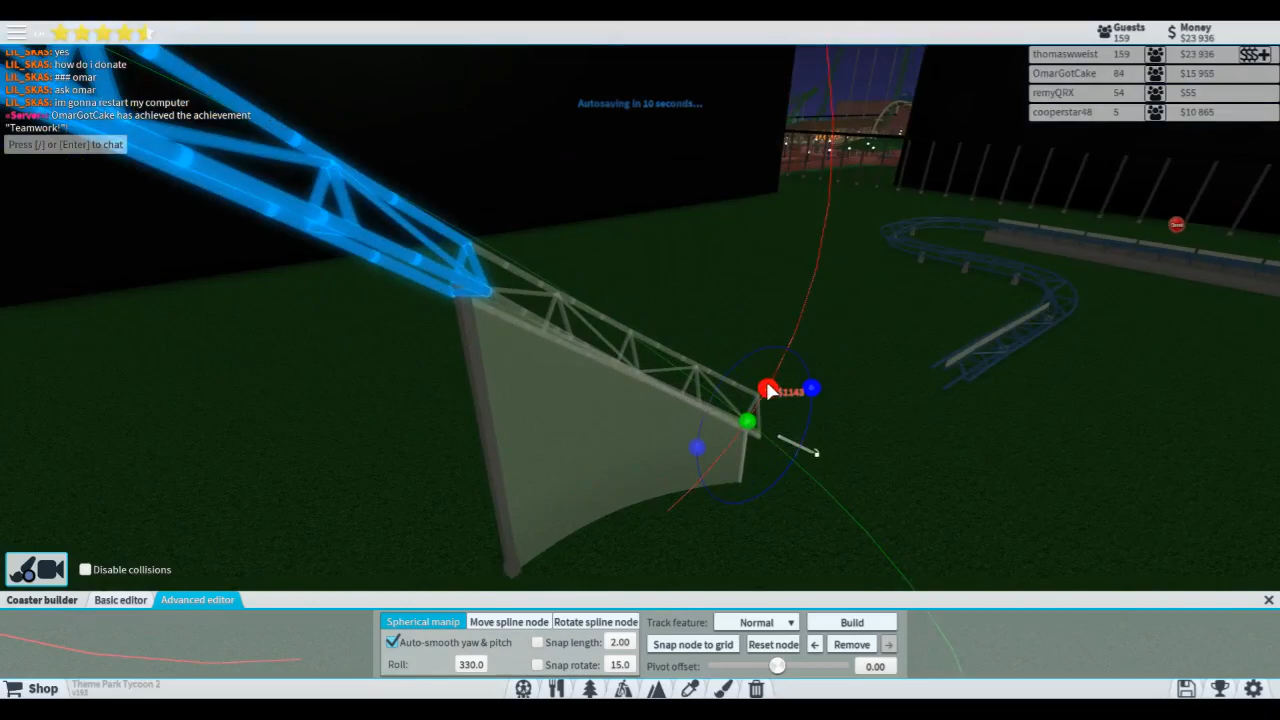 Guests
159
Money
$23 936
LIL_SKAS: yes
LIL_SKAS: how do i donate
LIL_SKAS: ### omar
LIL_SKAS: ask omar
LIL_SKAS: im gonna restart my computer
«Server» OmarGotCake has achieved the achievement
"Teamwork!"!
Press [/] or [Enter] to chat
Autosaving in 10 seconds...
thomasweist 159 $23 936 $$$+
OmarGotCake 84 $15 955
remyQRX 54 $55
cooperstar48 5 $10 865
$1143
Disable collisions
Coaster builder Basic editor Advanced editor
Spherical manip Move spline node Rotate spline node Track feature: Normal Build
Auto-smooth yaw & pitch Snap length: 2.00 Snap node to grid Reset node Remove
Roll: 330.0 Snap rotate: 15.0 Pivot offset: 0.00
Shop Theme Park Tycoon 2
v193